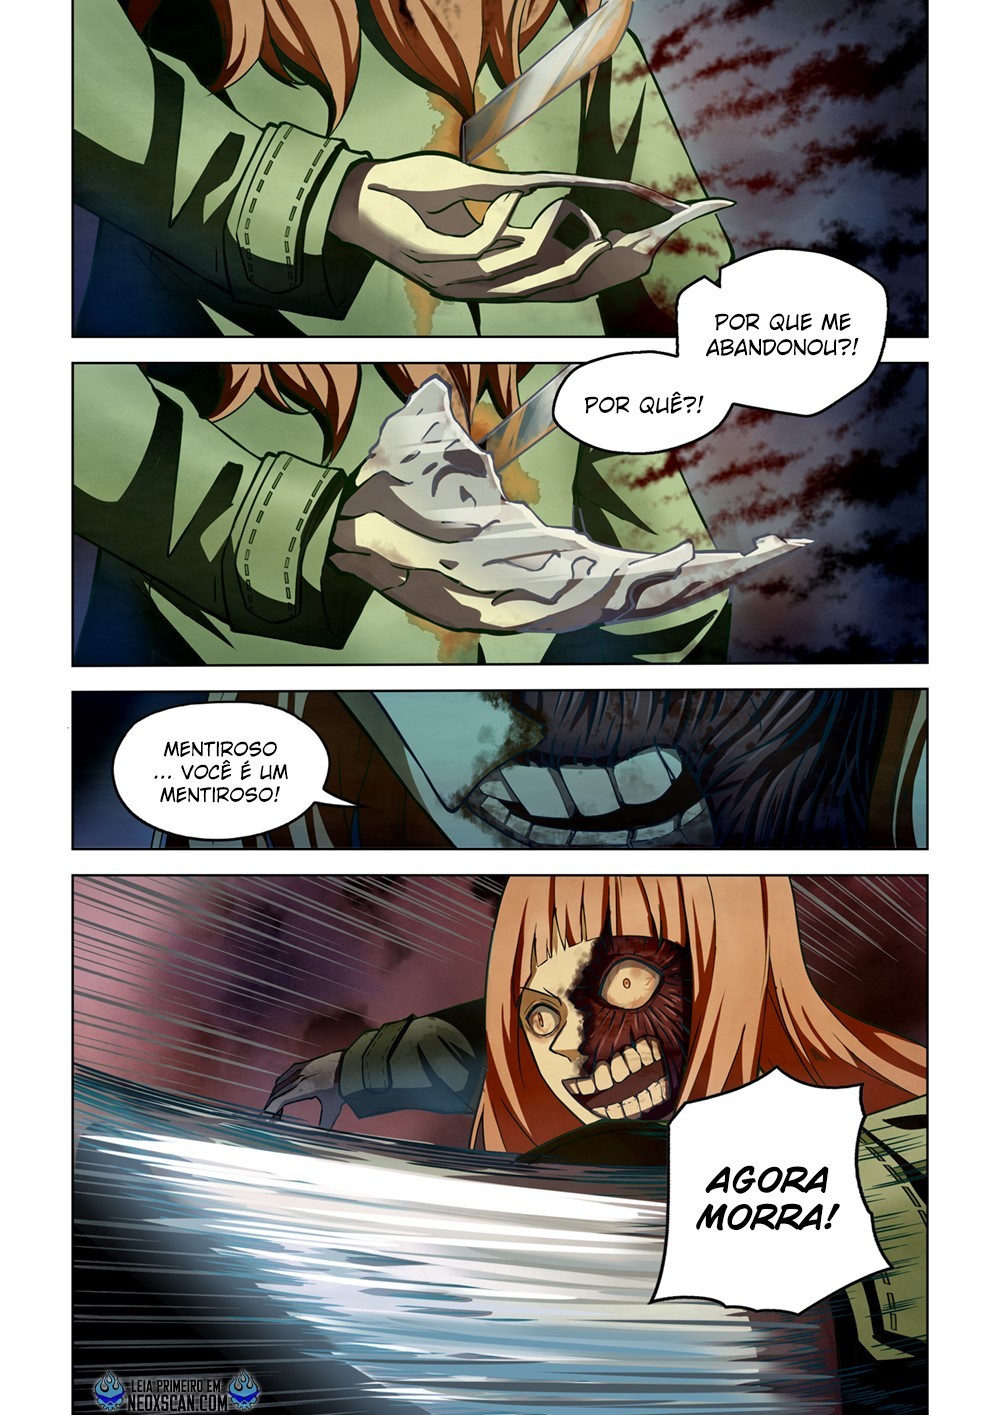 POR QUE ME
ABANDONOU?!
POR QUÊ?!
MENTIROSO
... VOCÊ É UM
MENTIROSO!
AGORA
MORRA!
LEIA PRIMEIRO EM
NEOXSCAN.COM